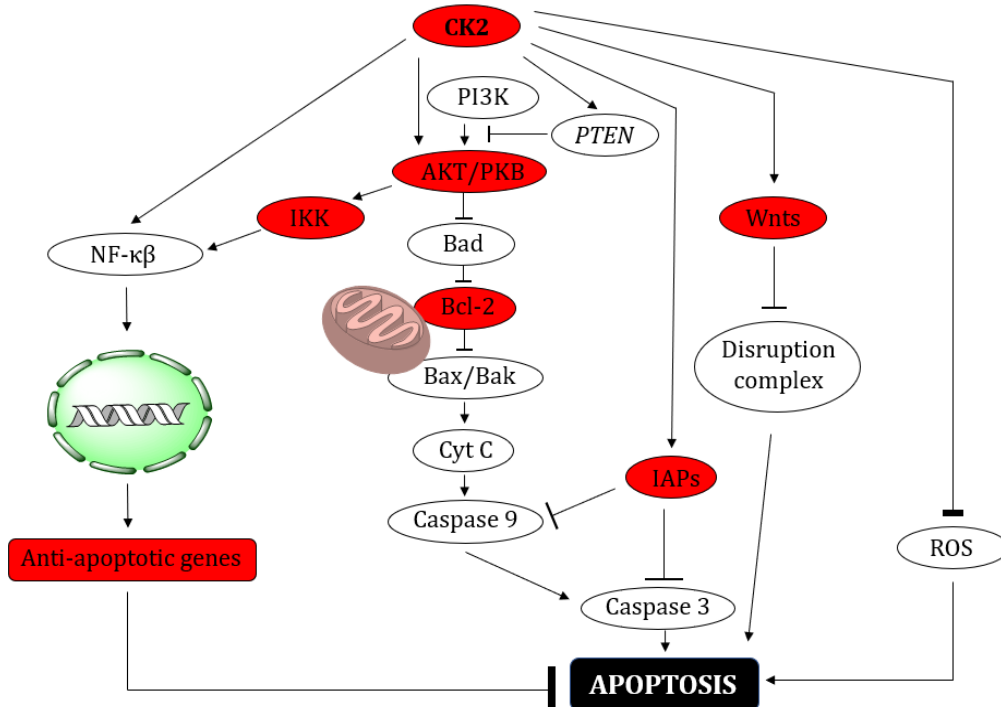 CK2
PI3K
PTEN
AKT/PKB
IKK
Wnts
NF-κβ
Bad
Bcl-2
Disruption
complex
Bax/Bak
Cyt C
IAPs
Caspase 9
ROS
Anti-apoptotic genes
Caspase 3
APOPTOSIS